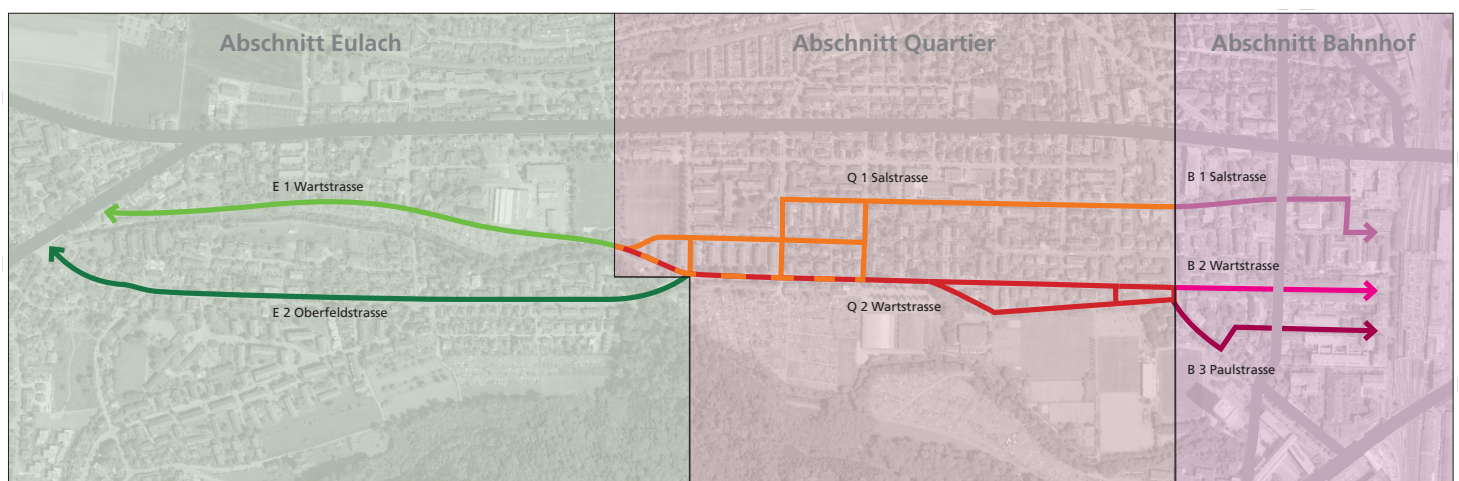 Abschnitt Eulach
Abschnitt Quartier
Abschnitt Bahnhof
E 1 Wartstrasse
Q 1 Salstrasse
B 1 Salstrasse
B 2 Wartstrasse
E 2 Oberfeldstrasse
Q 2 Wartstrasse
B 3 Paulstrasse